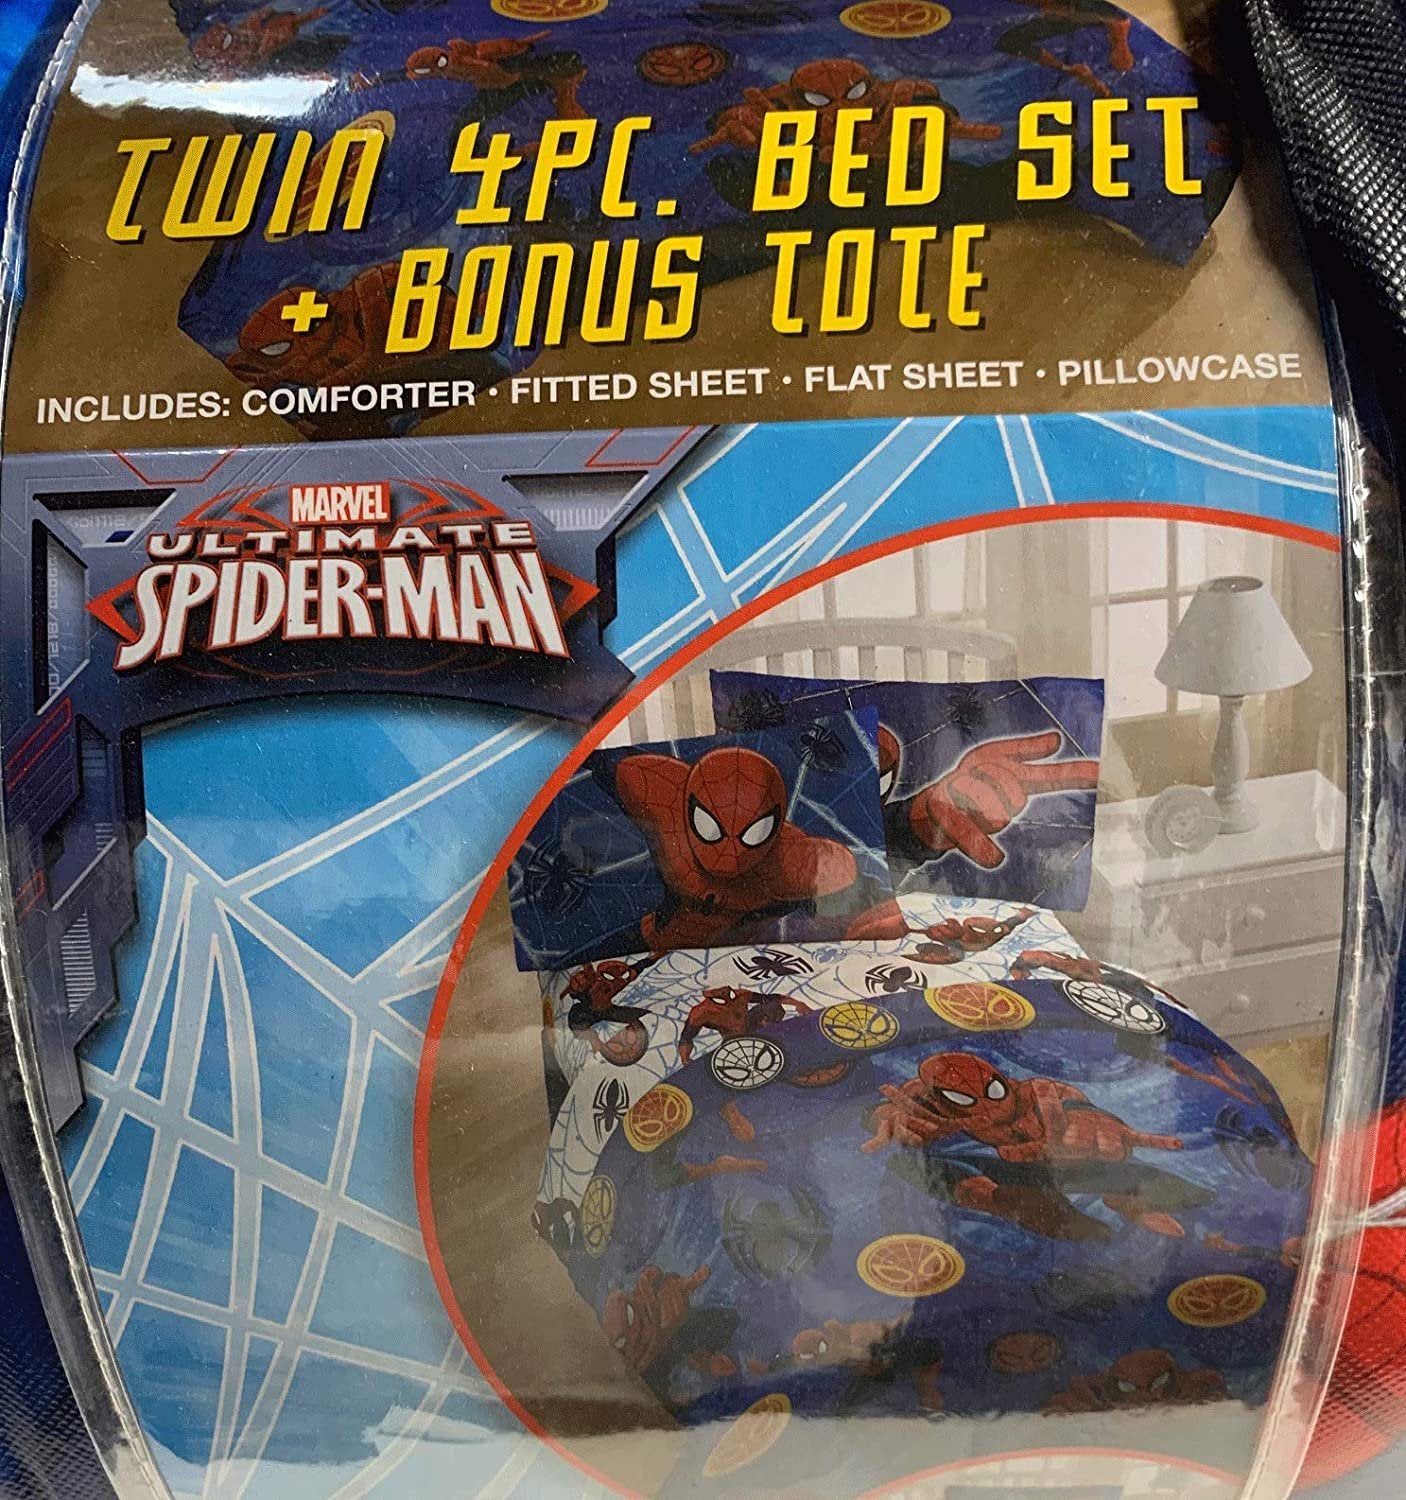 TWIN 4PC. BED SET
+ BONUS TOTE
INCLUDES: COMFORTER • FITTED SHEET • FLAT SHEET • PILLOWCASE
MARVEL
ULTIMATE
SPIDER-MAN